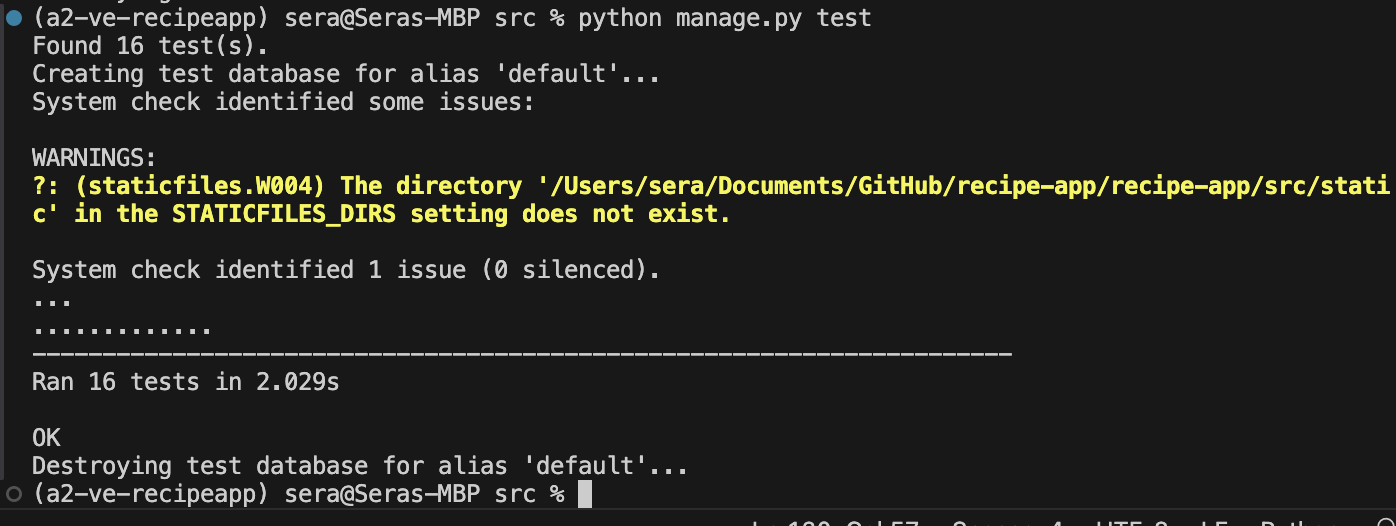 (a2-ve-recipeapp) sera@Seras-MBP src % python manage.py test
Found 16 test(s).
Creating test database for alias 'default'...
System check identified some issues:
WARNINGS:
?: (staticfiles.W004) The directory '/Users/sera/Documents/GitHub/recipe-app/recipe-app/src/stati
c' in the STATICFILES_DIRS setting does not exist.
System check identified 1 issue (0 silenced).
...
.............
----------------------------------------------------------------------
Ran 16 tests in 2.029s
OK
Destroying test database for alias 'default'...
(a2-ve-recipeapp) sera@Seras-MBP src %